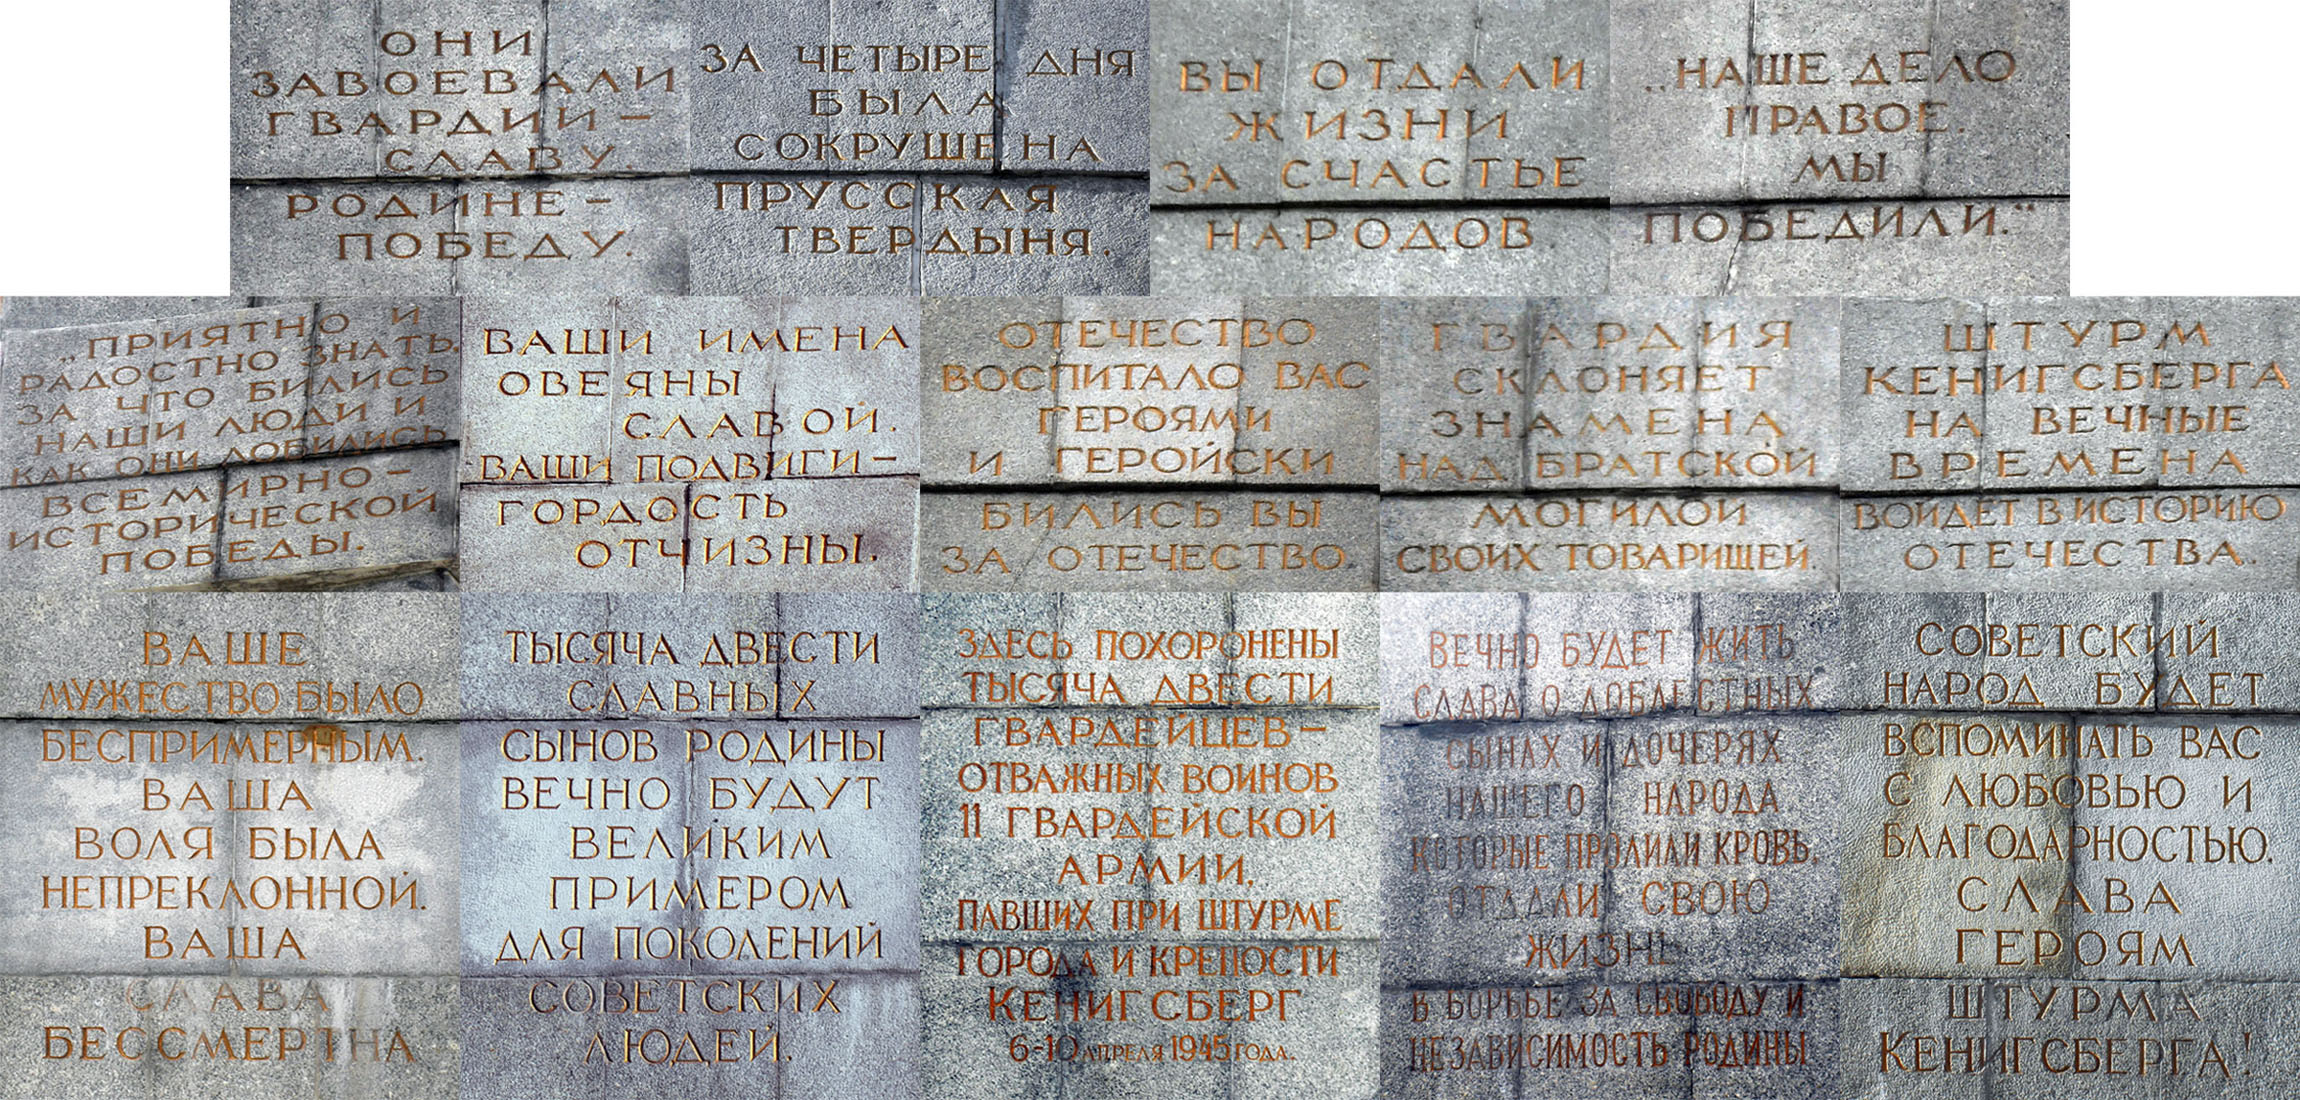 ОНИ
ЗАВОЕВАЛИ
ГВАРДИИ –
СЛАВУ.
РОДИНЕ –
ПОБЕДУ.
ЗА ЧЕТЫРЕ ДНЯ
БЫЛА
СОКРУШЕНА
ПРУССКАЯ
ТВЕРДЫНЯ.
ВЫ ОТДАЛИ
ЖИЗНИ
ЗА СЧАСТЬЕ
НАРОДОВ
„НАШЕ ДЕЛО
ПРАВОЕ.
МЫ
ПОБЕДИЛИ.“
„ПРИЯТНО И
РАДОСТНО ЗНАТЬ,
ЗА ЧТО БИЛИСЬ
НАШИ ЛЮДИ И
КАК ОНИ ДОБИЛИСЬ
ВСЕМИРНО –
ИСТОРИЧЕСКОЙ
ПОБЕДЫ.
ВАШИ ИМЕНА
ОВЕЯНЫ
СЛАВОЙ.
ВАШИ ПОДВИГИ –
ГОРДОСТЬ
ОТЧИЗНЫ.
ОТЕЧЕСТВО
ВОСПИТАЛО ВАС
ГЕРОЯМИ
И ГЕРОЙСКИ
БИЛИСЬ ВЫ
ЗА ОТЕЧЕСТВО
ГВАРДИЯ
СКЛОНЯЕТ
ЗНАМЕНА
НАД БРАТСКОЙ
МОГИЛОЙ
СВОИХ ТОВАРИЩЕЙ.
ШТУРМ
КЕНИГСБЕРГА
НА ВЕЧНЫЕ
ВРЕМЕНА
ВОЙДЕТ В ИСТОРИЮ
ОТЕЧЕСТВА.
ВАШЕ
МУЖЕСТВО БЫЛО
БЕСПРИМЕРНЫМ.
ВАША
ВОЛЯ БЫЛА
НЕПРЕКЛОННОЙ.
ВАША
СЛАВА
БЕССМЕРТНА
ТЫСЯЧА ДВЕСТИ
СЛАВНЫХ
СЫНОВ РОДИНЫ
ВЕЧНО БУДУТ
ВЕЛИКИМ
ПРИМЕРОМ
ДЛЯ ПОКОЛЕНИЙ
СОВЕТСКИХ
ЛЮДЕЙ.
ЗДЕСЬ ПОХОРОНЕНЫ
ТЫСЯЧА ДВЕСТИ
ГВАРДЕЙЦЕВ –
ОТВАЖНЫХ ВОИНОВ
11 ГВАРДЕЙСКОЙ
АРМИИ,
ПАВШИХ ПРИ ШТУРМЕ
ГОРОДА И КРЕПОСТИ
КЕНИГСБЕРГ
6-10 АПРЕЛЯ 1945 ГОДА.
ВЕЧНО БУДЕТ ЖИТЬ
СЛАВА О ДОБЛЕСТНЫХ
СЫНАХ И ДОЧЕРЯХ
НАШЕГО НАРОДА
КОТОРЫЕ ПРОЛИЛИ КРОВЬ,
ОТДАЛИ СВОЮ
ЖИЗНЬ
В БОРЬБЕ ЗА СВОБОДУ И
НЕЗАВИСИМОСТЬ РОДИНЫ
СОВЕТСКИЙ
НАРОД БУДЕТ
ВСПОМИНАТЬ ВАС
С ЛЮБОВЬЮ И
БЛАГОДАРНОСТЬЮ.
СЛАВА
ГЕРОЯМ
ШТУРМА
КЕНИГСБЕРГА!